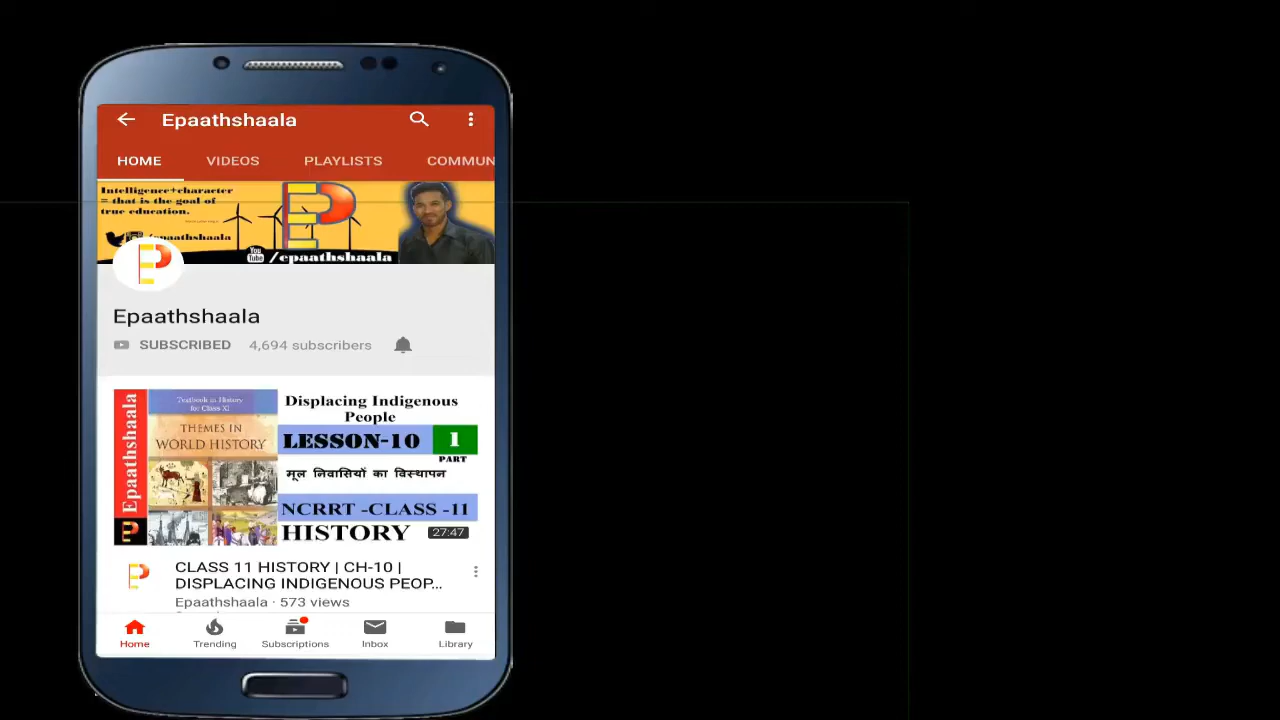 Epaathshaala
HOME VIDEOS PLAYLISTS COMMUN
Intelligence+character
= that is the goal of
true education.
/epaathshaala
You
Tube /epaathshaala
Epaathshaala
SUBSCRIBED 4,694 subscribers
Epaathshaala
Textbook in History
for Class XI
THEMES IN
WORLD HISTORY
Displacing Indigenous
People
LESSON-10 1
PART
मूल निवासियों का विस्थापन
NCRRT -CLASS -11
HISTORY 27:47
CLASS 11 HISTORY | CH-10 |
DISPLACING INDIGENOUS PEOP...
Epaathshaala · 573 views
Home Trending Subscriptions Inbox Library